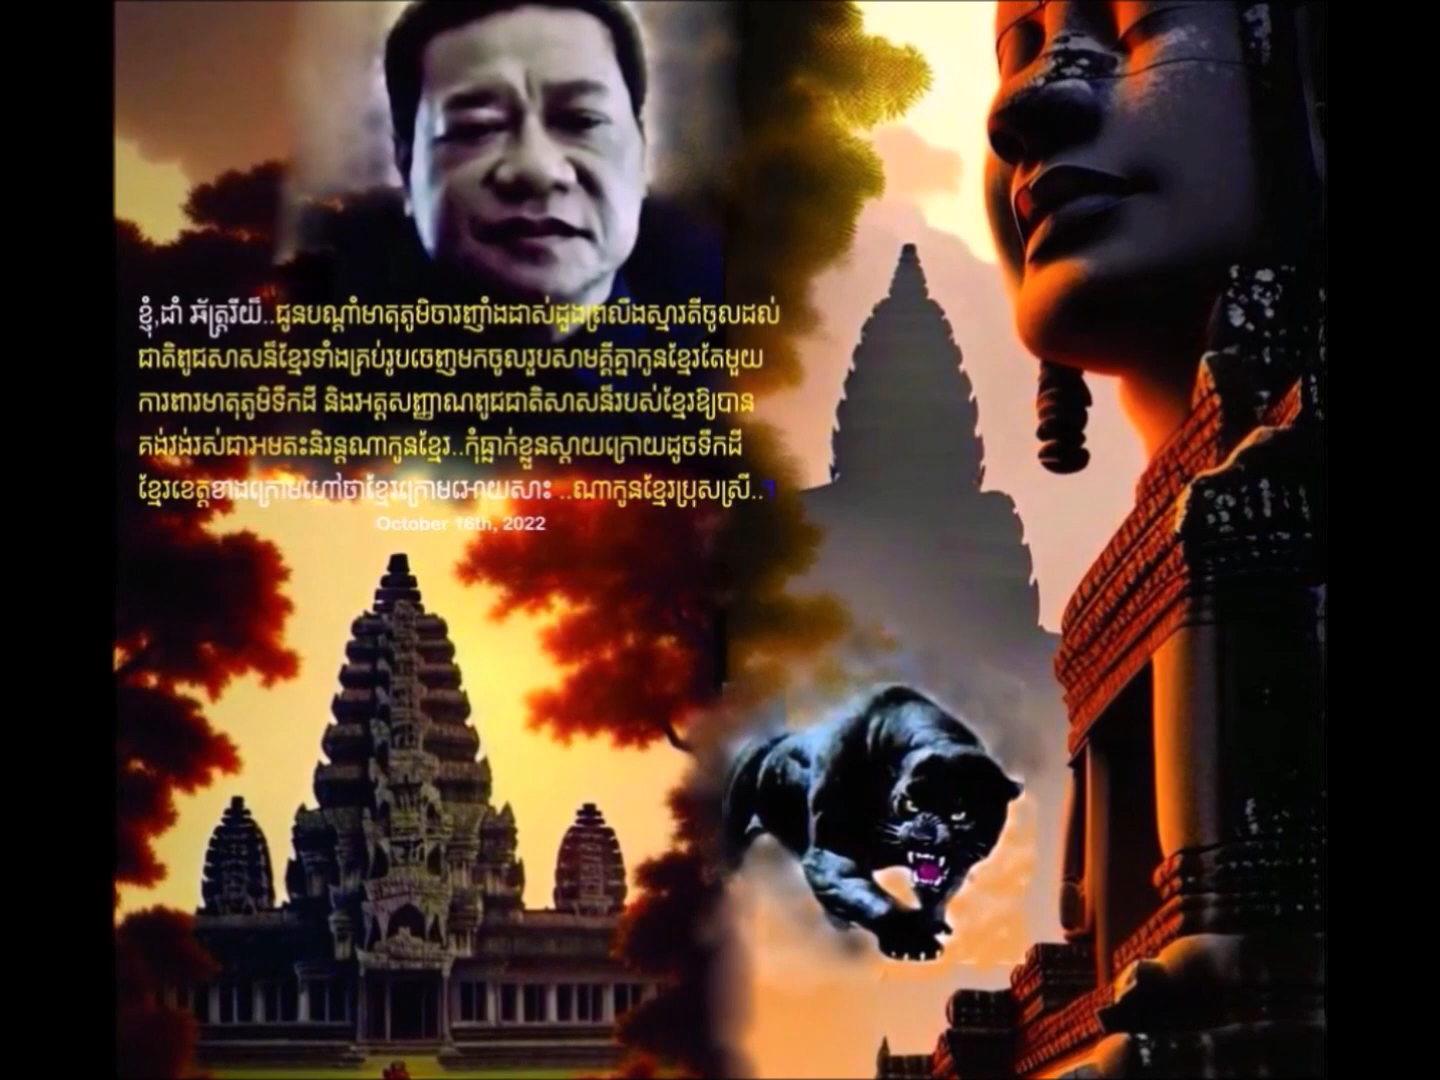 ខ្ញុំ,ដាំ ឆ័ត្រ្តរីយ៏..ជូនបណ្ដាំមាតុភូមិចារញាំងដាស់ដួងព្រលឹងស្មារតីចូលដល់
ជាតិពូជសាសន៏ខ្មែរទាំងគ្រប់រូបចេញមកចូលរួបសាមគ្គីគ្នាកូនខ្មែរតែមួយ
ការពារមាតុភូមិទឹកដី និងអត្តសញ្ញាណពូជជាតិសាសន៏របស់ខ្មែរឱ្យបាន
គង់វង់រស់ជាអមតះនិរន្តណាកូនខ្មែរ..កុំធ្លាក់ខ្លួនស្ដាយក្រោយដូចទឹកដី
ខ្មែរខេត្តខាងក្រោមហៅថាខ្មែរក្រោមអោយសោះ ..ណាកូនខ្មែរប្រុសស្រី..
October 16th, 2022